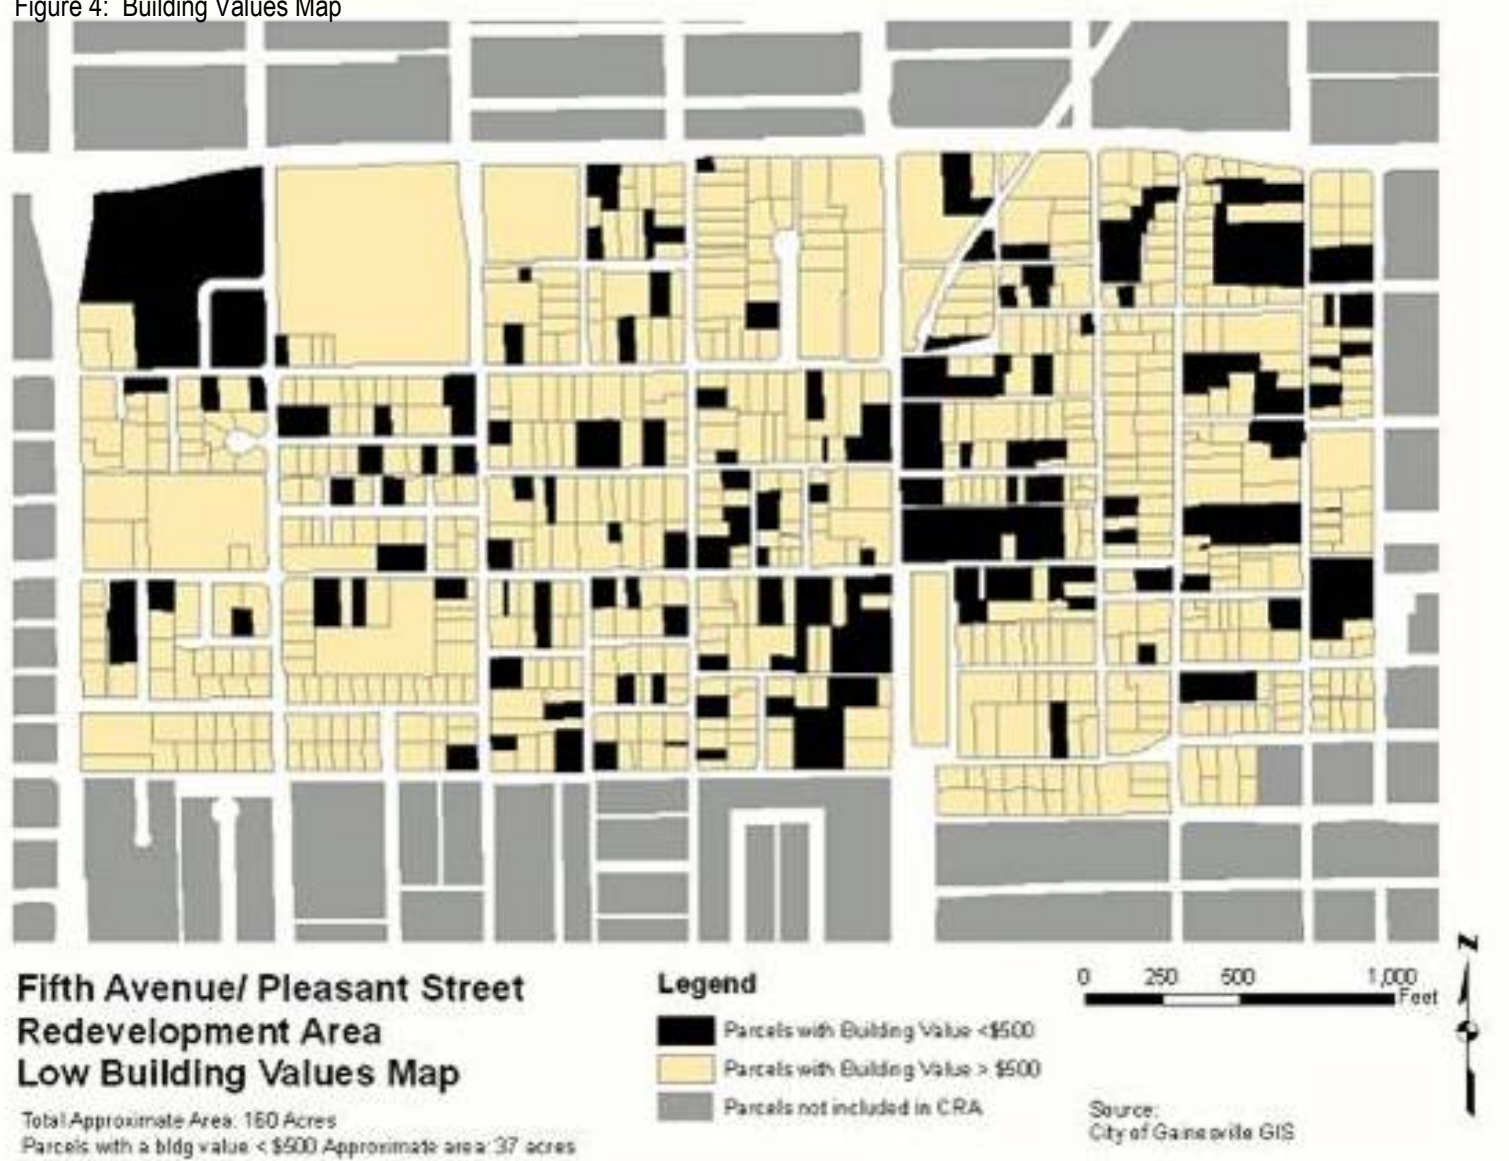 Figure 4: Building Values Map
Fifth Avenue/ Pleasant Street
Redevelopment Area
Low Building Values Map
Total Approximate Area: 160 Acres
Parcels with a bldg value < $500 Approximate area: 37 acres
Legend
Parcels with Building Value <$500
Parcels with Building Value > $500
Parcels not included in CRA
0 250 500 1,000
Feet
Source:
City of Gainesville GIS
N